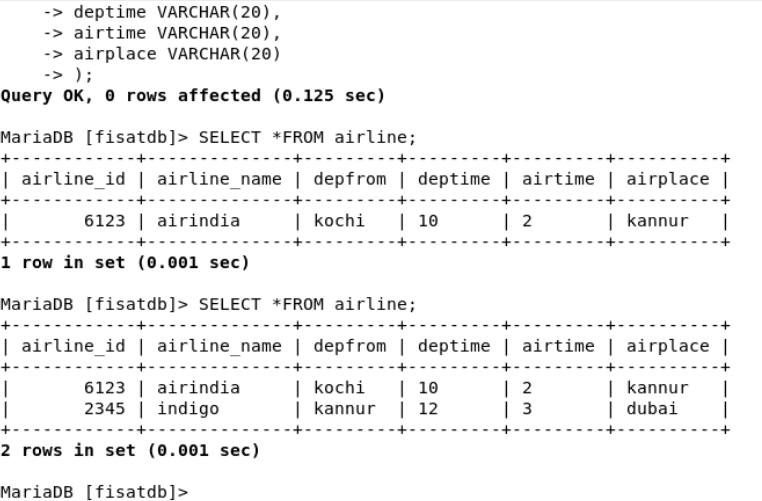 -> deptime VARCHAR(20),
    -> airtime VARCHAR(20),
    -> airplace VARCHAR(20)
    -> );
Query OK, 0 rows affected (0.125 sec)

MariaDB [fisatdb]> SELECT *FROM airline;
+------------+--------------+---------+---------+---------+----------+
| airline_id | airline_name | depfrom | deptime | airtime | airplace |
+------------+--------------+---------+---------+---------+----------+
|       6123 | airindia     | kochi   | 10      | 2       | kannur   |
+------------+--------------+---------+---------+---------+----------+
1 row in set (0.001 sec)

MariaDB [fisatdb]> SELECT *FROM airline;
+------------+--------------+---------+---------+---------+----------+
| airline_id | airline_name | depfrom | deptime | airtime | airplace |
+------------+--------------+---------+---------+---------+----------+
|       6123 | airindia     | kochi   | 10      | 2       | kannur   |
|       2345 | indigo       | kannur  | 12      | 3       | dubai    |
+------------+--------------+---------+---------+---------+----------+
2 rows in set (0.001 sec)

MariaDB [fisatdb]>